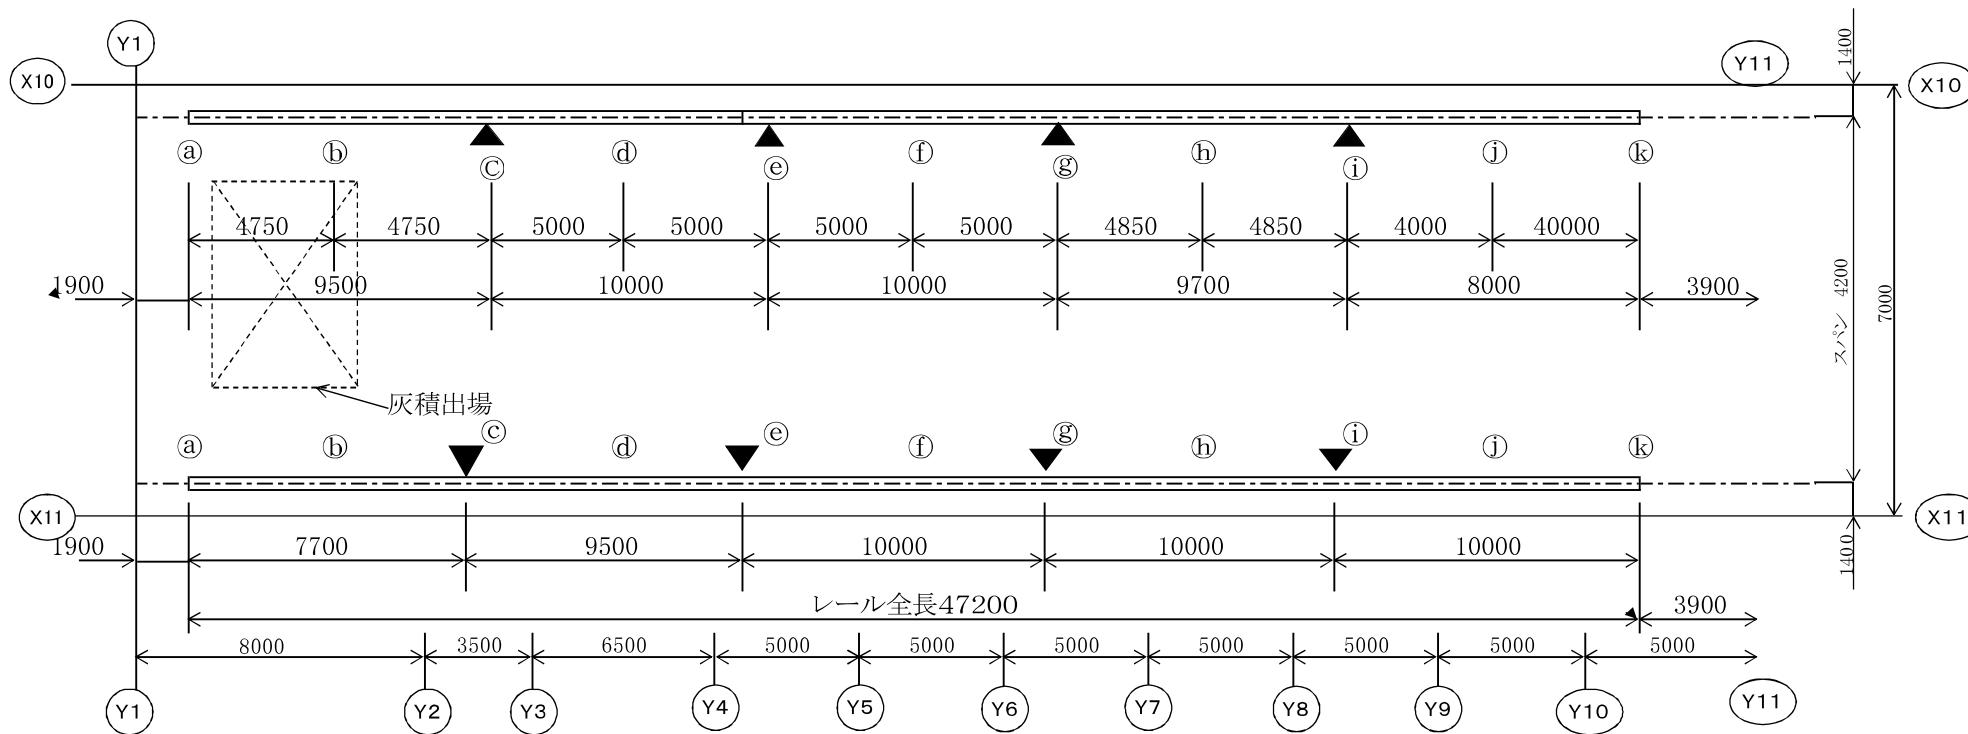 Y1
1400
X10
Y11
X10
ⓐ ⓑ ⓒ ⓓ ⓔ ⓕ ⓖ ⓗ ⓘ ⓙ ⓚ
4750 4750 5000 5000 5000 5000 4850 4850 4000 40000
1900 9500 10000 10000 9700 8000 3900
スパン 4200
7000
灰積出場
ⓐ ⓑ ⓒ ⓓ ⓔ ⓕ ⓖ ⓗ ⓘ ⓙ ⓚ
X11
X11
1900 7700 9500 10000 10000 10000
1400
レール全長47200 3900
8000 3500 6500 5000 5000 5000 5000 5000 5000 5000
Y1 Y2 Y3 Y4 Y5 Y6 Y7 Y8 Y9 Y10 Y11